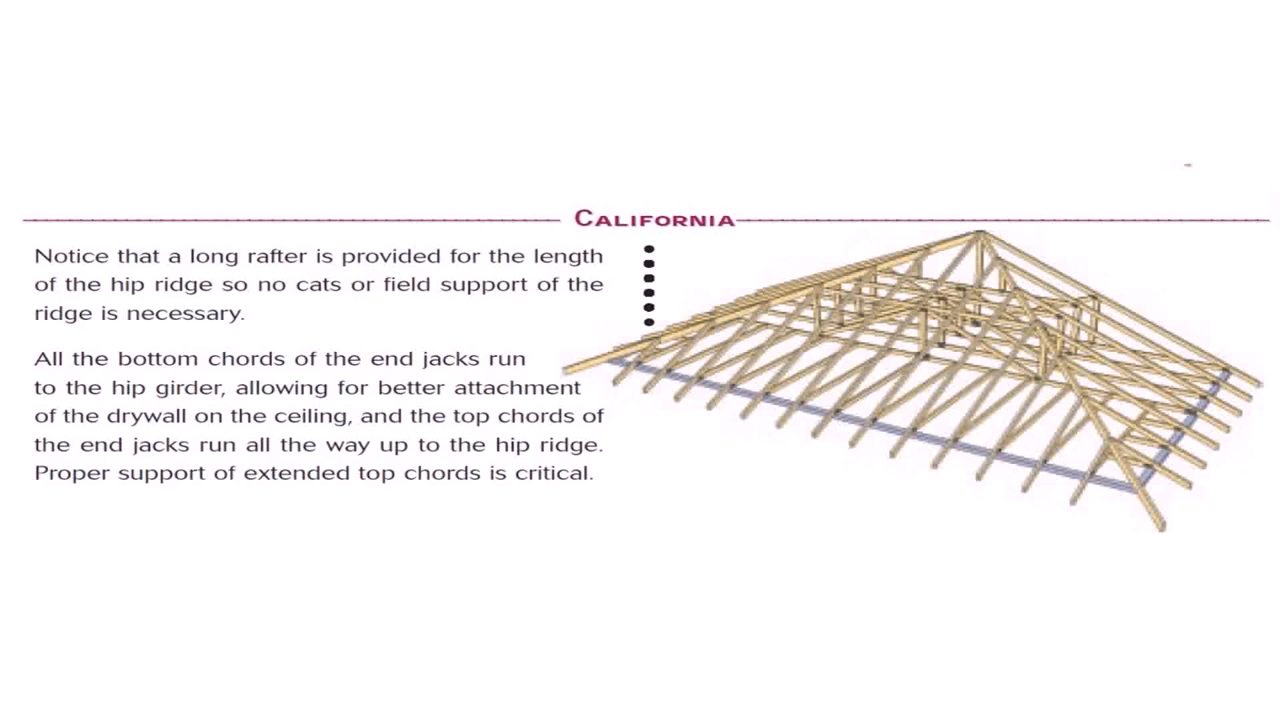 CALIFORNIA
Notice that a long rafter is provided for the length
of the hip ridge so no cats or field support of the
ridge is necessary.
All the bottom chords of the end jacks run
to the hip girder, allowing for better attachment
of the drywall on the ceiling, and the top chords of
the end jacks run all the way up to the hip ridge.
Proper support of extended top chords is critical.